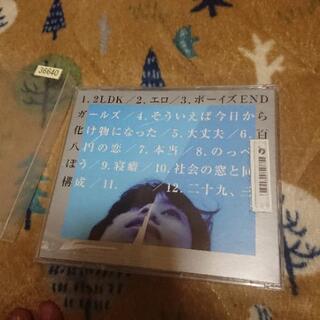 36640
1. 2LDK/2. エロ/3. ボーイズEND
ガールズ/4. そういえば今日から
化け物になった/5. 大丈夫/6. 百
八円の恋/7. 本当/8. のっぺ
ぼう/9. 寝癖/10. 社会の窓と同
構成/11.
12. 二十九、三